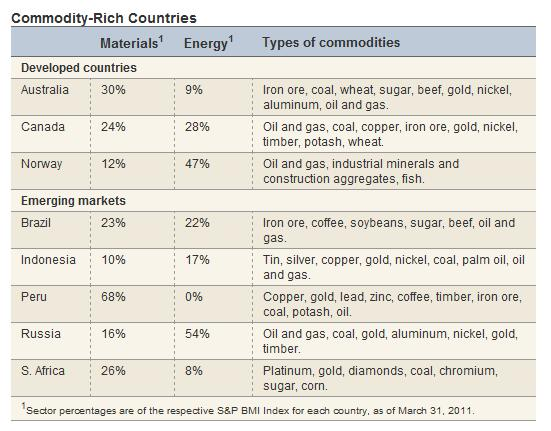 Commodity-Rich Countries
Materials1 Energy1 Types of commodities
Developed countries
Australia 30% 9% Iron ore, coal, wheat, sugar, beef, gold, nickel,
aluminum, oil and gas.
Canada 24% 28% Oil and gas, coal, copper, iron ore, gold, nickel,
timber, potash, wheat.
Norway 12% 47% Oil and gas, industrial minerals and
construction aggregates, fish.
Emerging markets
Brazil 23% 22% Iron ore, coffee, soybeans, sugar, beef, oil and
gas.
Indonesia 10% 17% Tin, silver, copper, gold, nickel, coal, palm oil, oil
and gas.
Peru 68% 0% Copper, gold, lead, zinc, coffee, timber, iron ore,
coal, potash, oil.
Russia 16% 54% Oil and gas, coal, gold, aluminum, nickel, gold,
timber.
S. Africa 26% 8% Platinum, gold, diamonds, coal, chromium,
sugar, corn.
1Sector percentages are of the respective S&P BMI Index for each country, as of March 31, 2011.